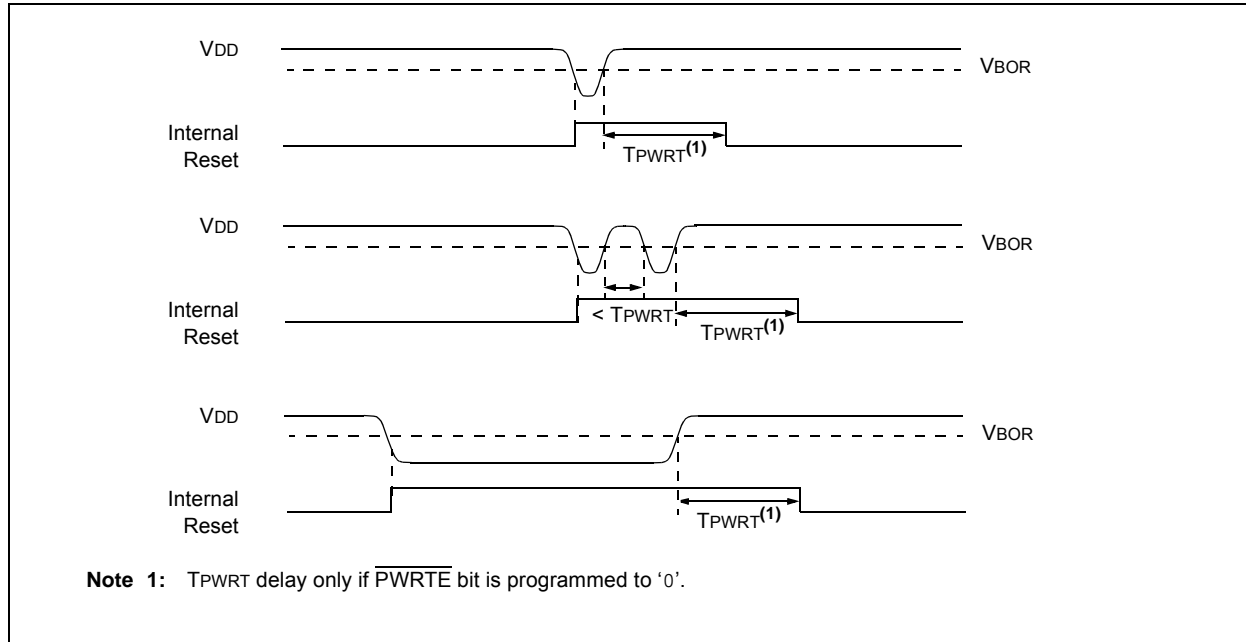 VDD
VBOR
Internal
Reset
TPWRT(1)
VDD
VBOR
Internal
Reset
< TPWRT
TPWRT(1)
VDD
VBOR
Internal
Reset
TPWRT(1)
Note 1: TPWRT delay only if P̅W̅R̅T̅E̅ bit is programmed to ‘0’.